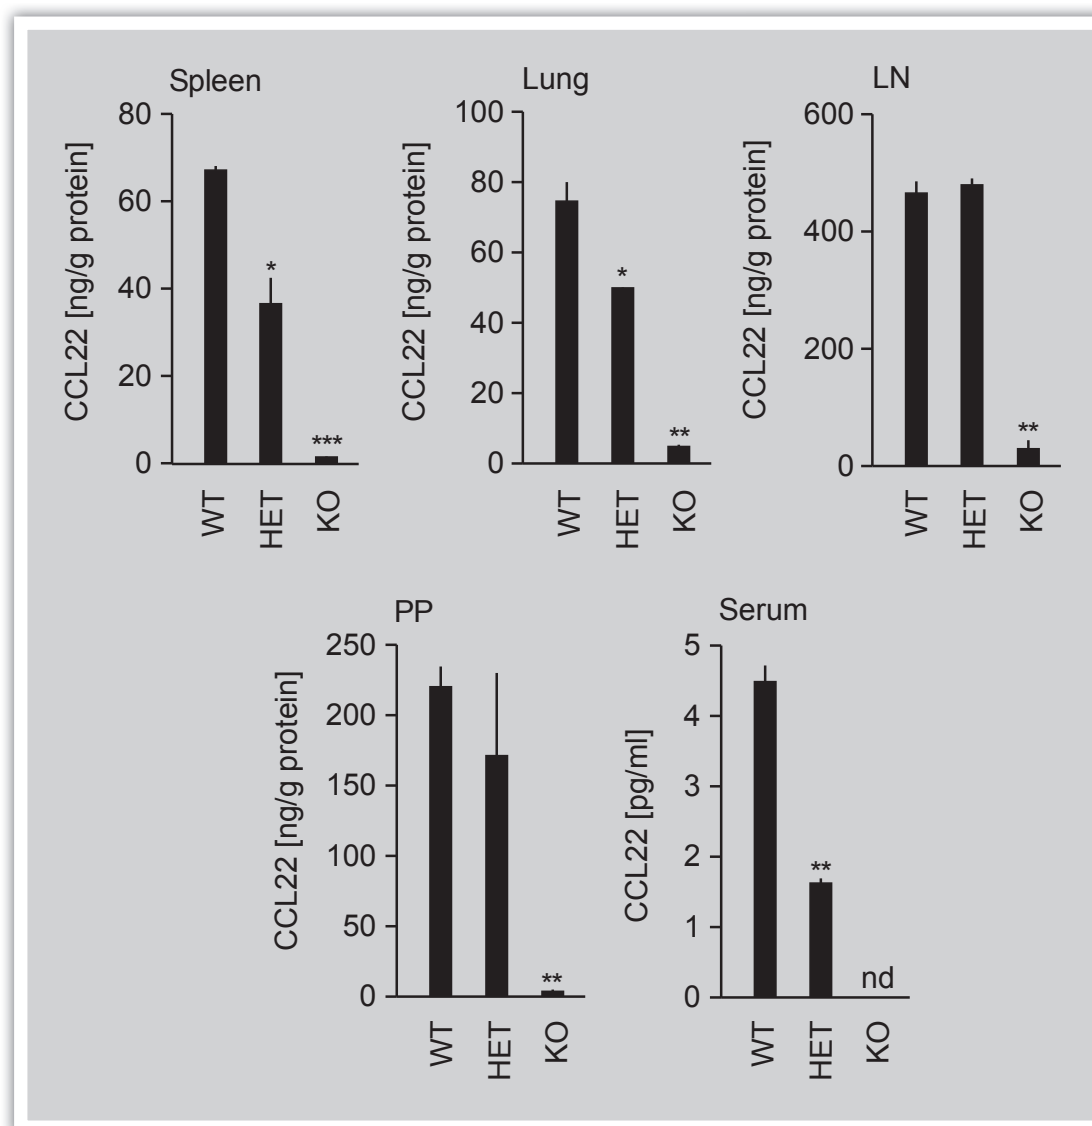 Spleen
CCL22 [ng/g protein]
80
60
40
20
0
*
***
WT
HET
KO
Lung
CCL22 [ng/g protein]
100
80
60
40
20
0
*
**
WT
HET
KO
LN
CCL22 [ng/g protein]
600
400
200
0
**
WT
HET
KO
PP
CCL22 [ng/g protein]
250
200
150
100
50
0
**
WT
HET
KO
Serum
CCL22 [pg/ml]
5
4
3
2
1
0
**
nd
WT
HET
KO